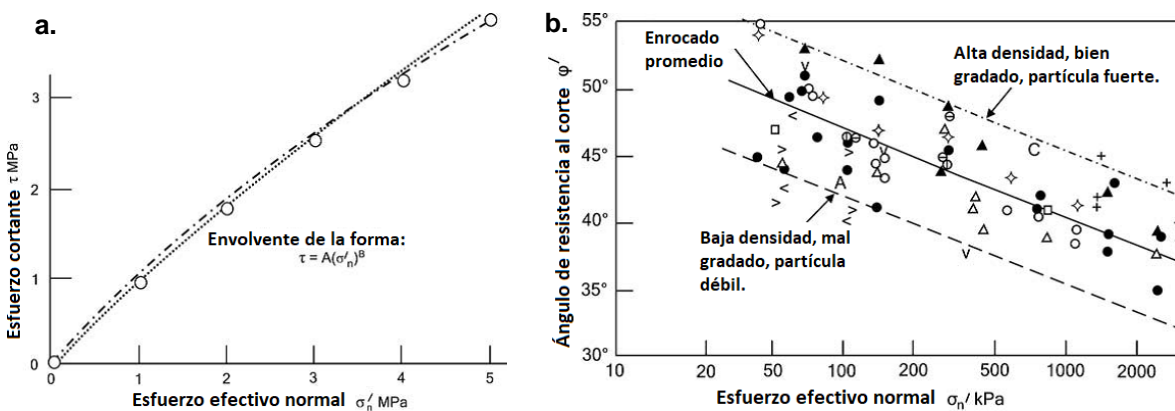 a.
Esfuerzo cortante τ MPa
3
2
1
0
Envolvente de la forma:
τ = A(σ′n)^B
0 1 2 3 4 5
Esfuerzo efectivo normal σn′ MPa
b.
Ángulo de resistencia al corte φ′
55°
50°
45°
40°
35°
30°
Enrocado
promedio
Alta densidad, bien
gradado, partícula fuerte.
C
A
Baja densidad, mal
gradado, partícula
débil.
10 20 50 100 200 500 1000 2000
Esfuerzo efectivo normal σn′ kPa